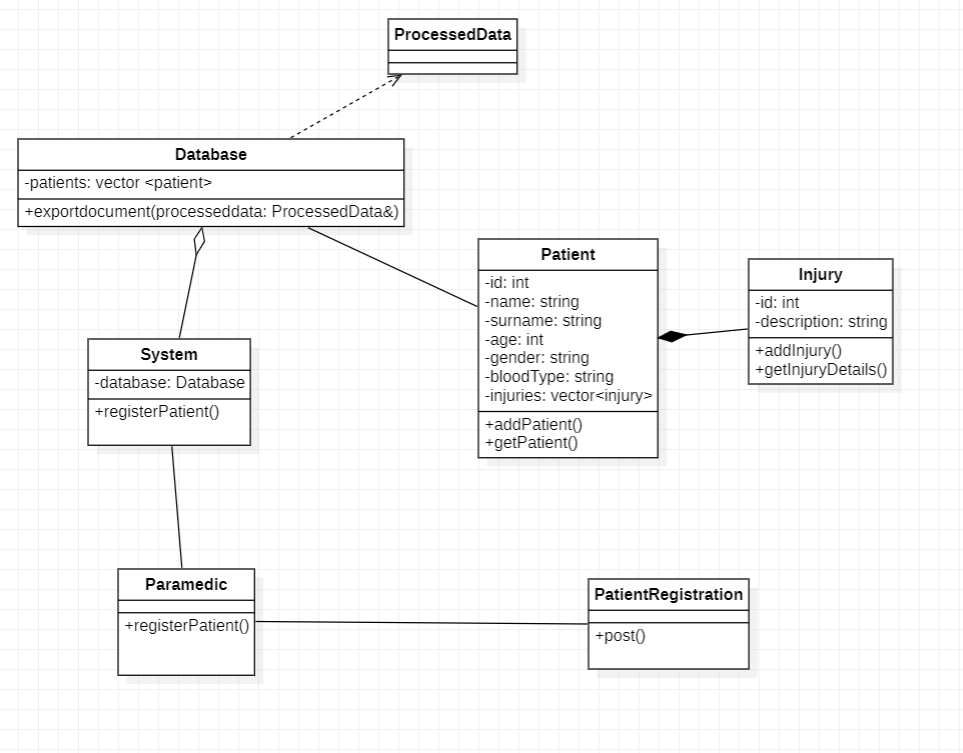 ProcessedData
Database
-patients: vector <patient>
+exportdocument(processeddata: ProcessedData&)
Patient
-id: int
-name: string
-surname: string
-age: int
-gender: string
-bloodType: string
-injuries: vector<injury>
+addPatient()
+getPatient()
Injury
-id: int
-description: string
+addInjury()
+getInjuryDetails()
System
-database: Database
+registerPatient()
Paramedic
+registerPatient()
PatientRegistration
+post()